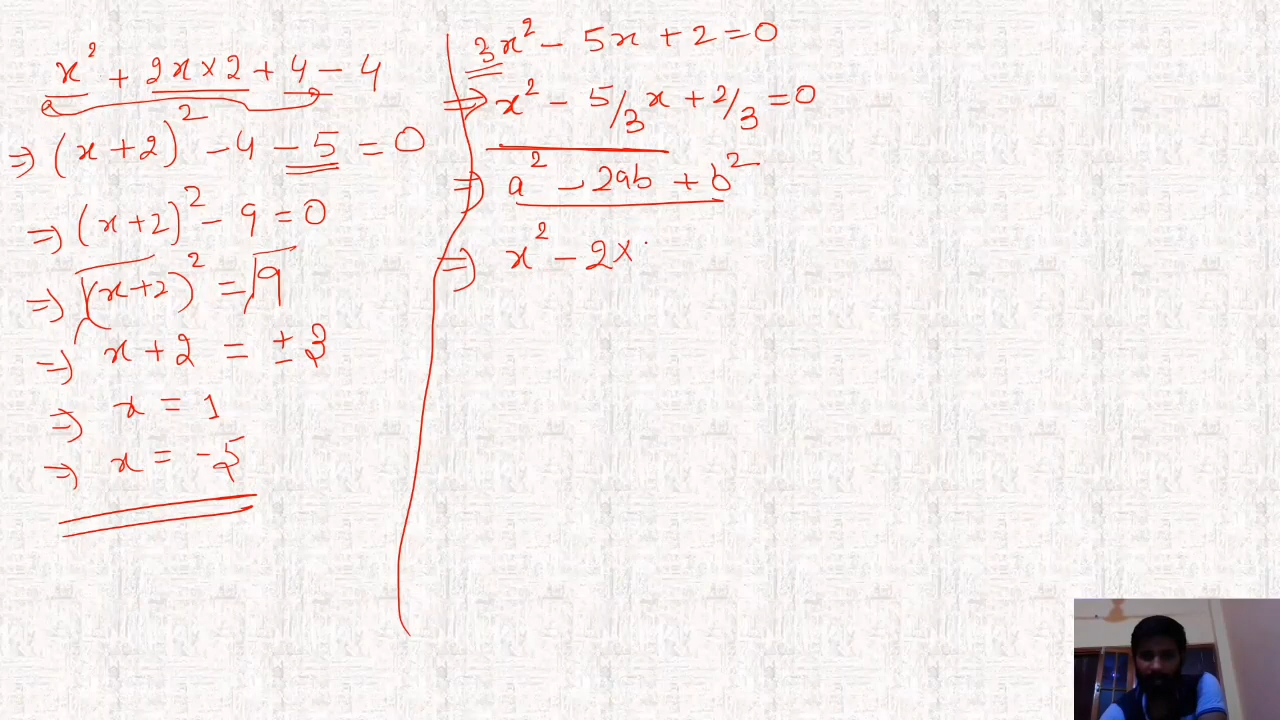 x² + 2x × 2 + 4 - 4
⇒ (x + 2)² - 4 - 5 = 0
⇒ (x + 2)² - 9 = 0
⇒ √(x + 2)² = √9
⇒ x + 2 = ± 3
⇒ x = 1
⇒ x = -5
3x² - 5x + 2 = 0
⇒ x² - 5/3 x + 2/3 = 0
⇒ a² - 2ab + b²
⇒ x² - 2 ×